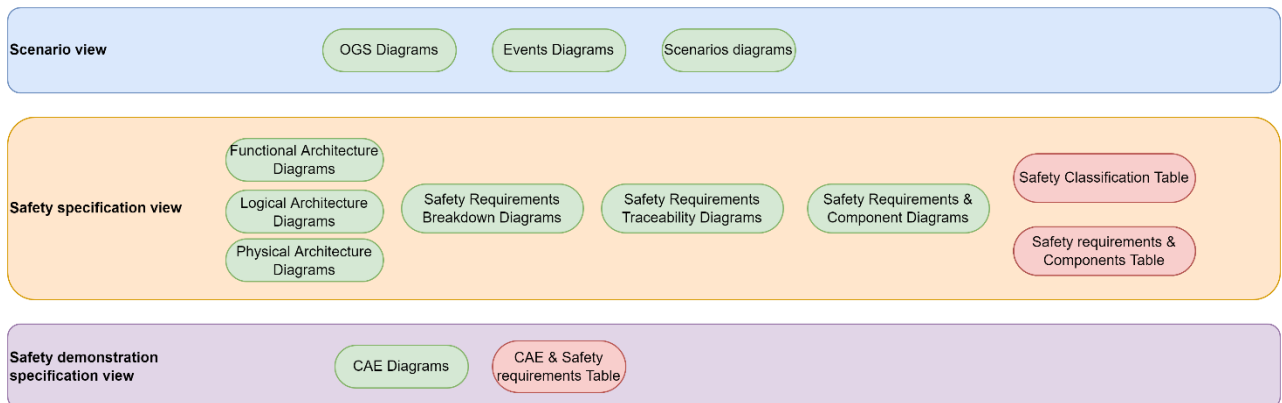 Scenario view
OGS Diagrams
Events Diagrams
Scenarios diagrams
Safety specification view
Functional Architecture
Diagrams
Logical Architecture
Diagrams
Physical Architecture
Diagrams
Safety Requirements
Breakdown Diagrams
Safety Requirements
Traceability Diagrams
Safety Requirements &
Component Diagrams
Safety Classification Table
Safety requirements &
Components Table
Safety demonstration
specification view
CAE Diagrams
CAE & Safety
requirements Table